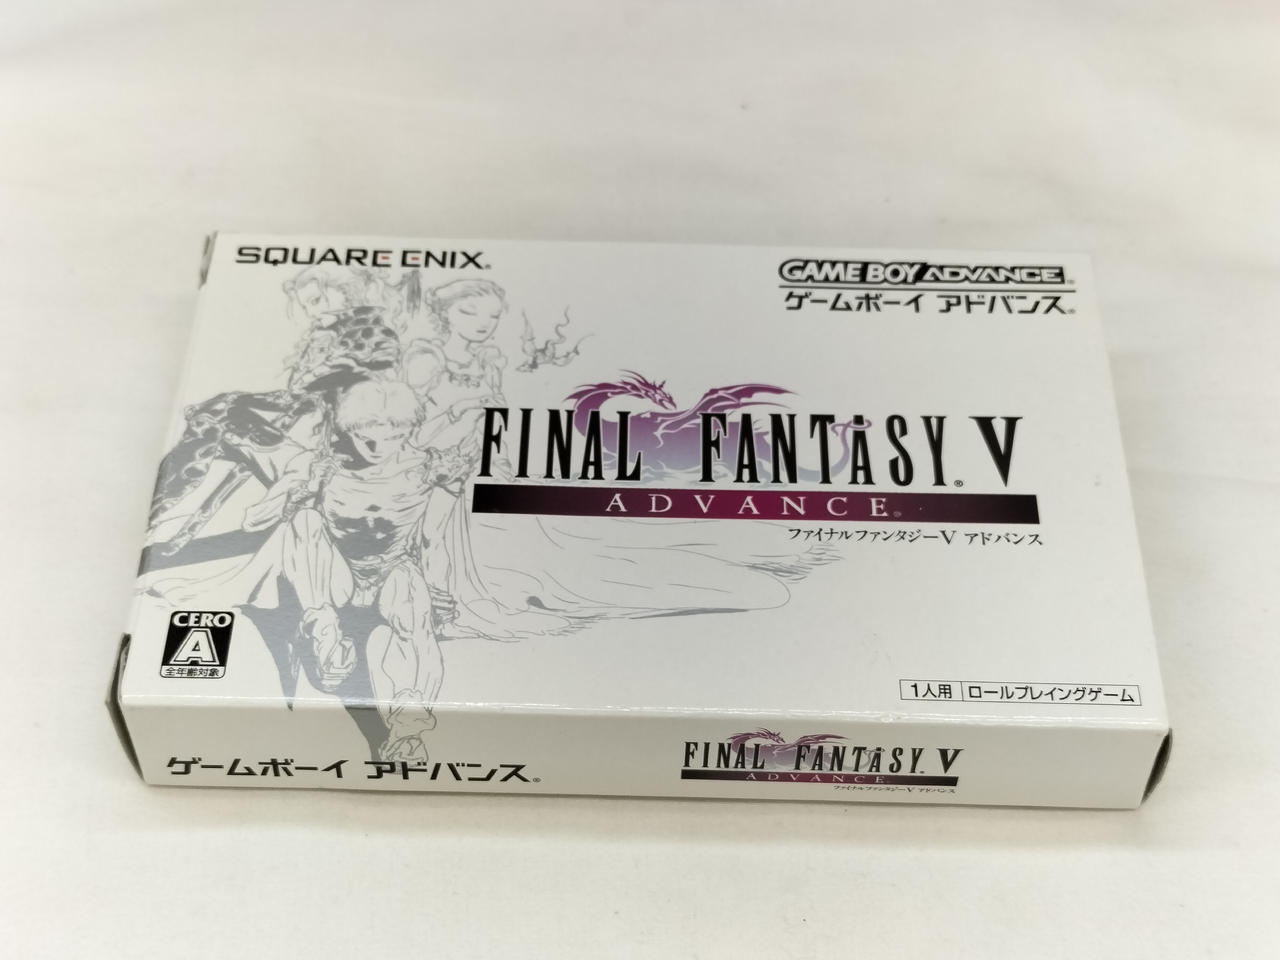 SQUARE ENIX®
GAME BOY ADVANCE
ゲームボーイ アドバンス®
FINAL FANTASY® V
ADVANCE®
ファイナルファンタジーV アドバンス
CERO
A
全年齢対象
1人用 ロールプレイングゲーム
ゲームボーイ アドバンス®
FINAL FANTASY V
ADVANCE
ファイナルファンタジーV アドバンス